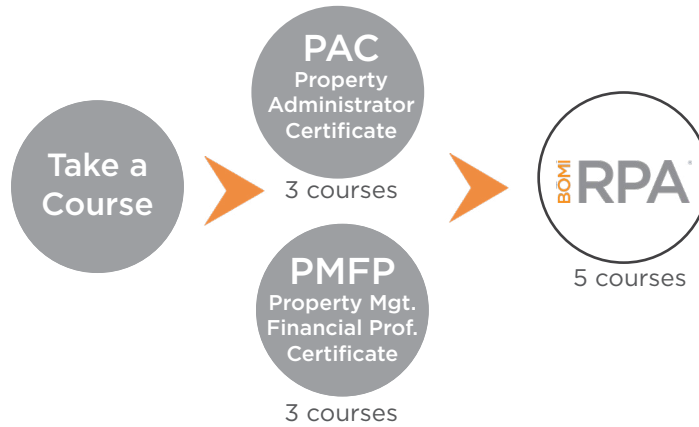 Take a
Course
PAC
Property
Administrator
Certificate
3 courses
PMFP
Property Mgt.
Financial Prof.
Certificate
3 courses
BOMI
RPA®
5 courses